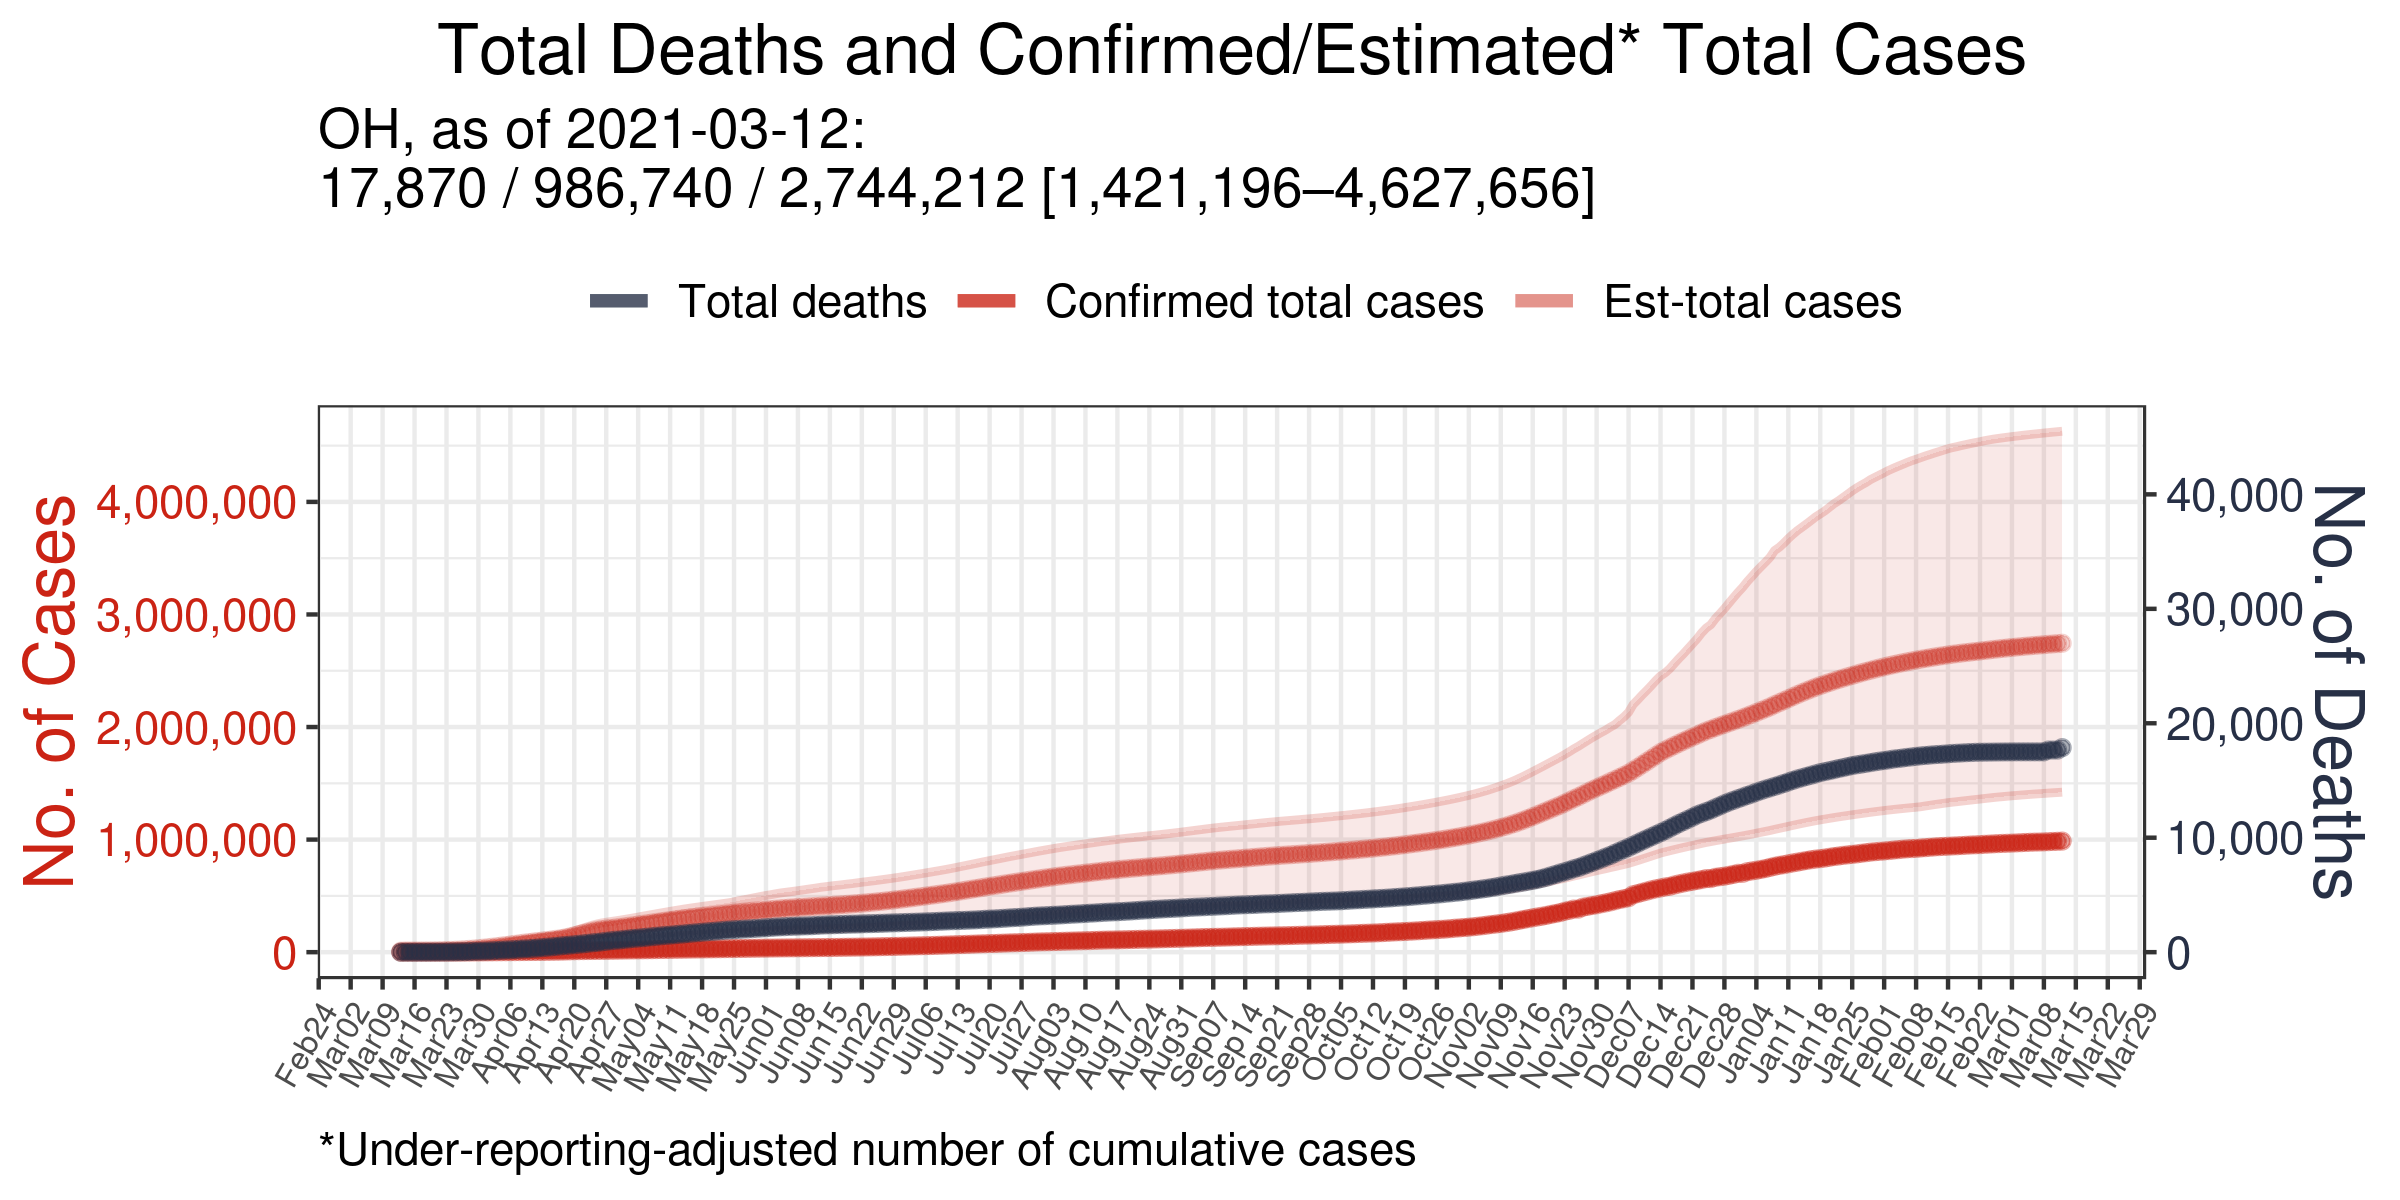 Total Deaths and Confirmed/Estimated* Total Cases
OH, as of 2021-03-12:
17,870 / 986,740 / 2,744,212 [1,421,196–4,627,656]
Total deaths
Confirmed total cases
Est-total cases
No. of Cases
4,000,000
3,000,000
2,000,000
1,000,000
0
40,000
30,000
20,000
10,000
0
No. of Deaths
Feb24
Mar02
Mar09
Mar16
Mar23
Mar30
Apr06
Apr13
Apr20
Apr27
May04
May11
May18
May25
Jun01
Jun08
Jun15
Jun22
Jun29
Jul06
Jul13
Jul20
Jul27
Aug03
Aug10
Aug17
Aug24
Aug31
Sep07
Sep14
Sep21
Sep28
Oct05
Oct12
Oct19
Oct26
Nov02
Nov09
Nov16
Nov23
Nov30
Dec07
Dec14
Dec21
Dec28
Jan04
Jan11
Jan18
Jan25
Feb01
Feb08
Feb15
Feb22
Mar01
Mar08
Mar15
Mar22
Mar29
*Under-reporting-adjusted number of cumulative cases